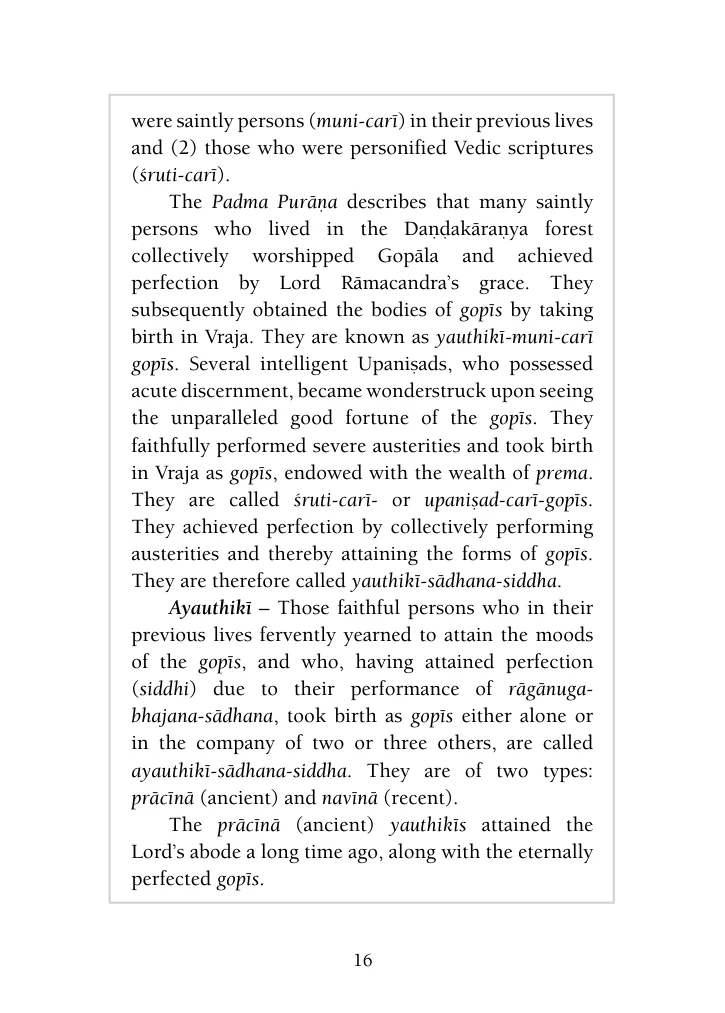 were saintly persons (muni-carī) in their previous lives
and (2) those who were personified Vedic scriptures
(śruti-carī).
The Padma Purāṇa describes that many saintly
persons who lived in the Daṇḍakāraṇya forest
collectively worshipped Gopāla and achieved
perfection by Lord Rāmacandra’s grace. They
subsequently obtained the bodies of gopīs by taking
birth in Vraja. They are known as yauthikī-muni-carī
gopīs. Several intelligent Upaniṣads, who possessed
acute discernment, became wonderstruck upon seeing
the unparalleled good fortune of the gopīs. They
faithfully performed severe austerities and took birth
in Vraja as gopīs, endowed with the wealth of prema.
They are called śruti-carī- or upaniṣad-carī-gopīs.
They achieved perfection by collectively performing
austerities and thereby attaining the forms of gopīs.
They are therefore called yauthikī-sādhana-siddha.
Ayauthikī – Those faithful persons who in their
previous lives fervently yearned to attain the moods
of the gopīs, and who, having attained perfection
(siddhi) due to their performance of rāgānuga-
bhajana-sādhana, took birth as gopīs either alone or
in the company of two or three others, are called
ayauthikī-sādhana-siddha. They are of two types:
prācīnā (ancient) and navīnā (recent).
The prācīnā (ancient) yauthikīs attained the
Lord’s abode a long time ago, along with the eternally
perfected gopīs.
16